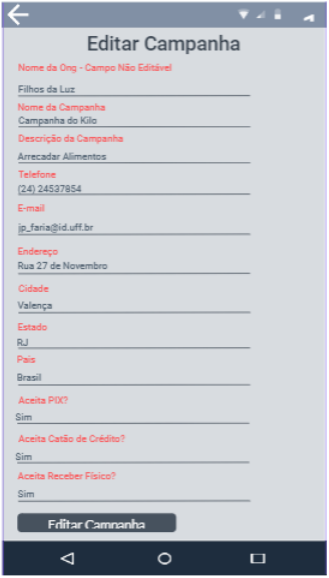 Editar Campanha
Nome da Ong - Campo Não Editável
Filhos da Luz
Nome da Campanha
Campanha do Kilo
Descrição da Campanha
Arrecadar Alimentos
Telefone
(24) 24537854
E-mail
jp_faria@id.uff.br
Endereço
Rua 27 de Novembro
Cidade
Valença
Estado
RJ
Pais
Brasil
Aceita PIX?
Sim
Aceita Catão de Crédito?
Sim
Aceita Receber Físico?
Sim
Editar Campanha